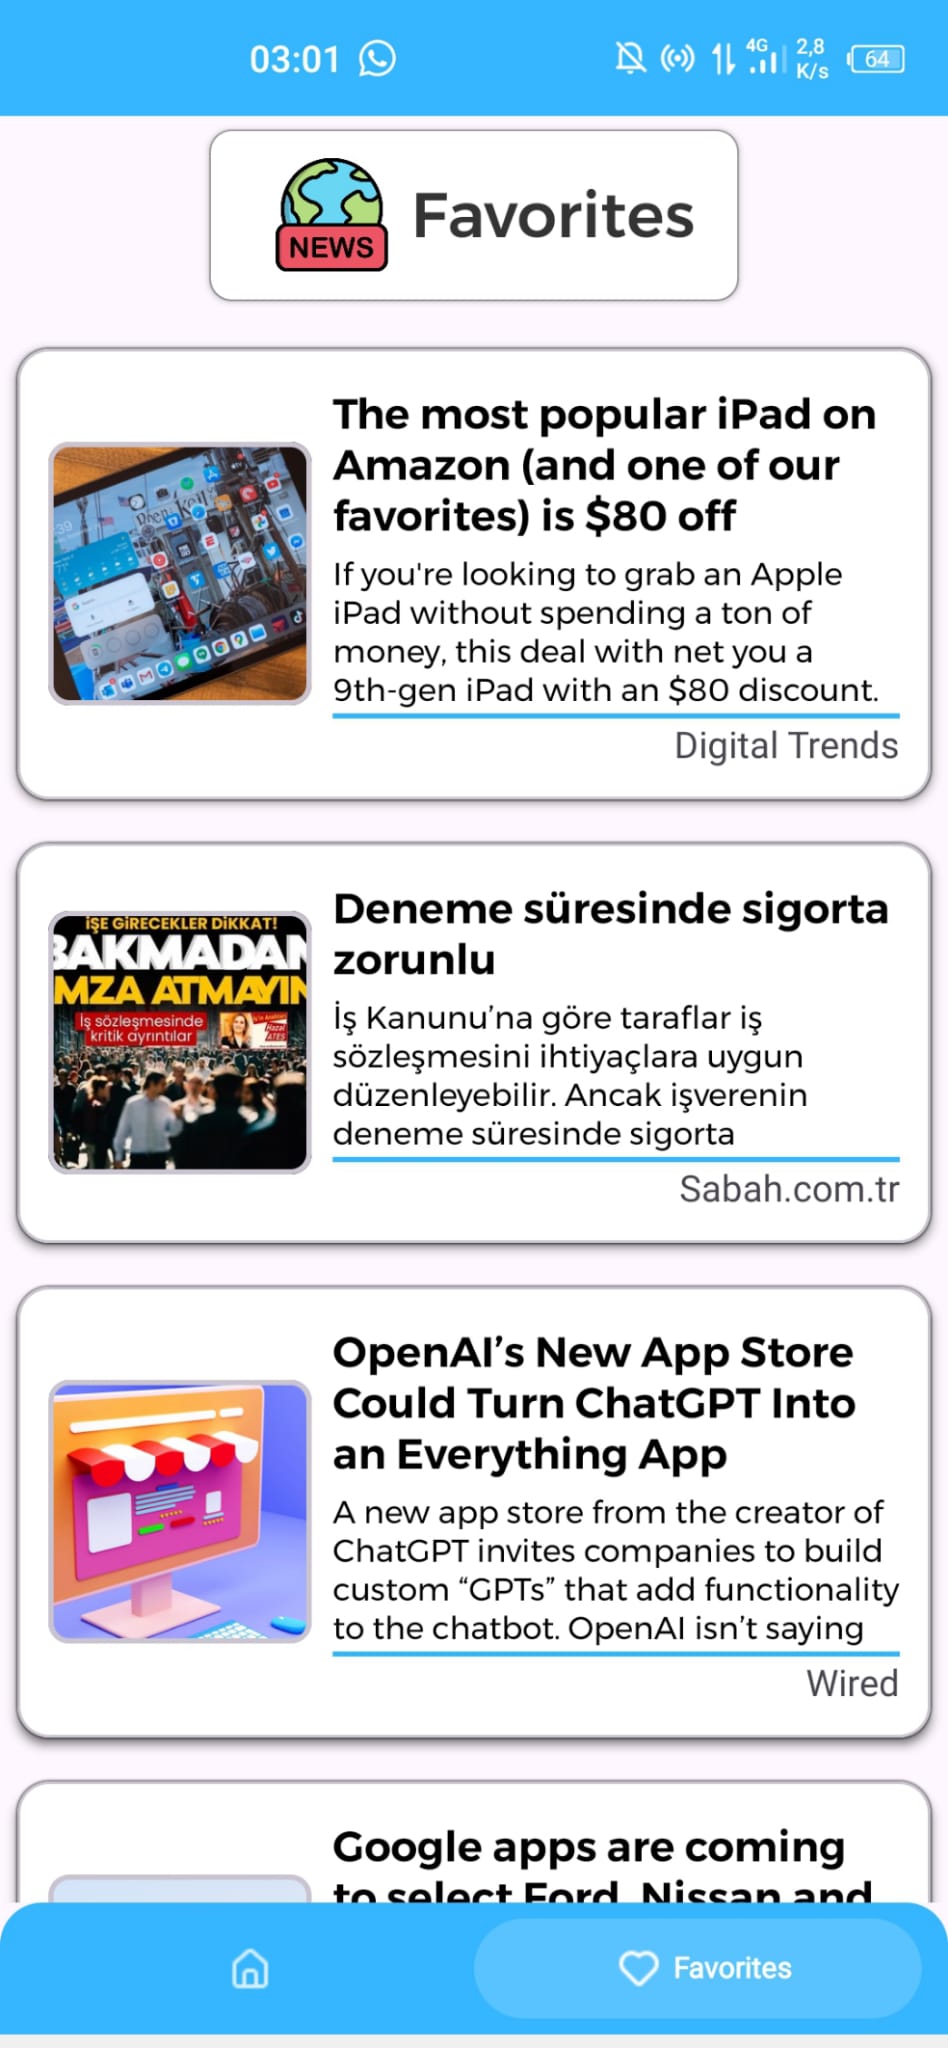 03:01
4G
2,8
K/s
64
NEWS
Favorites
The most popular iPad on
Amazon (and one of our
favorites) is $80 off
If you're looking to grab an Apple
iPad without spending a ton of
money, this deal with net you a
9th-gen iPad with an $80 discount.
Digital Trends
İŞE GİRECEKLER DİKKAT!
BAKMADAN
MZA ATMAYIN
İş sözleşmesinde
kritik ayrıntılar
Deneme süresinde sigorta
zorunlu
İş Kanunu’na göre taraflar iş
sözleşmesini ihtiyaçlara uygun
düzenleyebilir. Ancak işverenin
deneme süresinde sigorta
Sabah.com.tr
OpenAI’s New App Store
Could Turn ChatGPT Into
an Everything App
A new app store from the creator of
ChatGPT invites companies to build
custom “GPTs” that add functionality
to the chatbot. OpenAI isn’t saying
Wired
Google apps are coming
to select Ford, Nissan and
Favorites